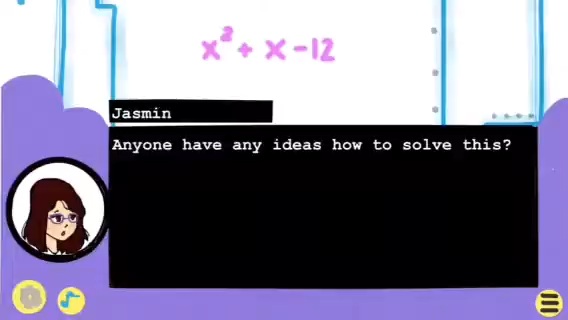 x² + x - 12
Jasmin
Anyone have any ideas how to solve this?